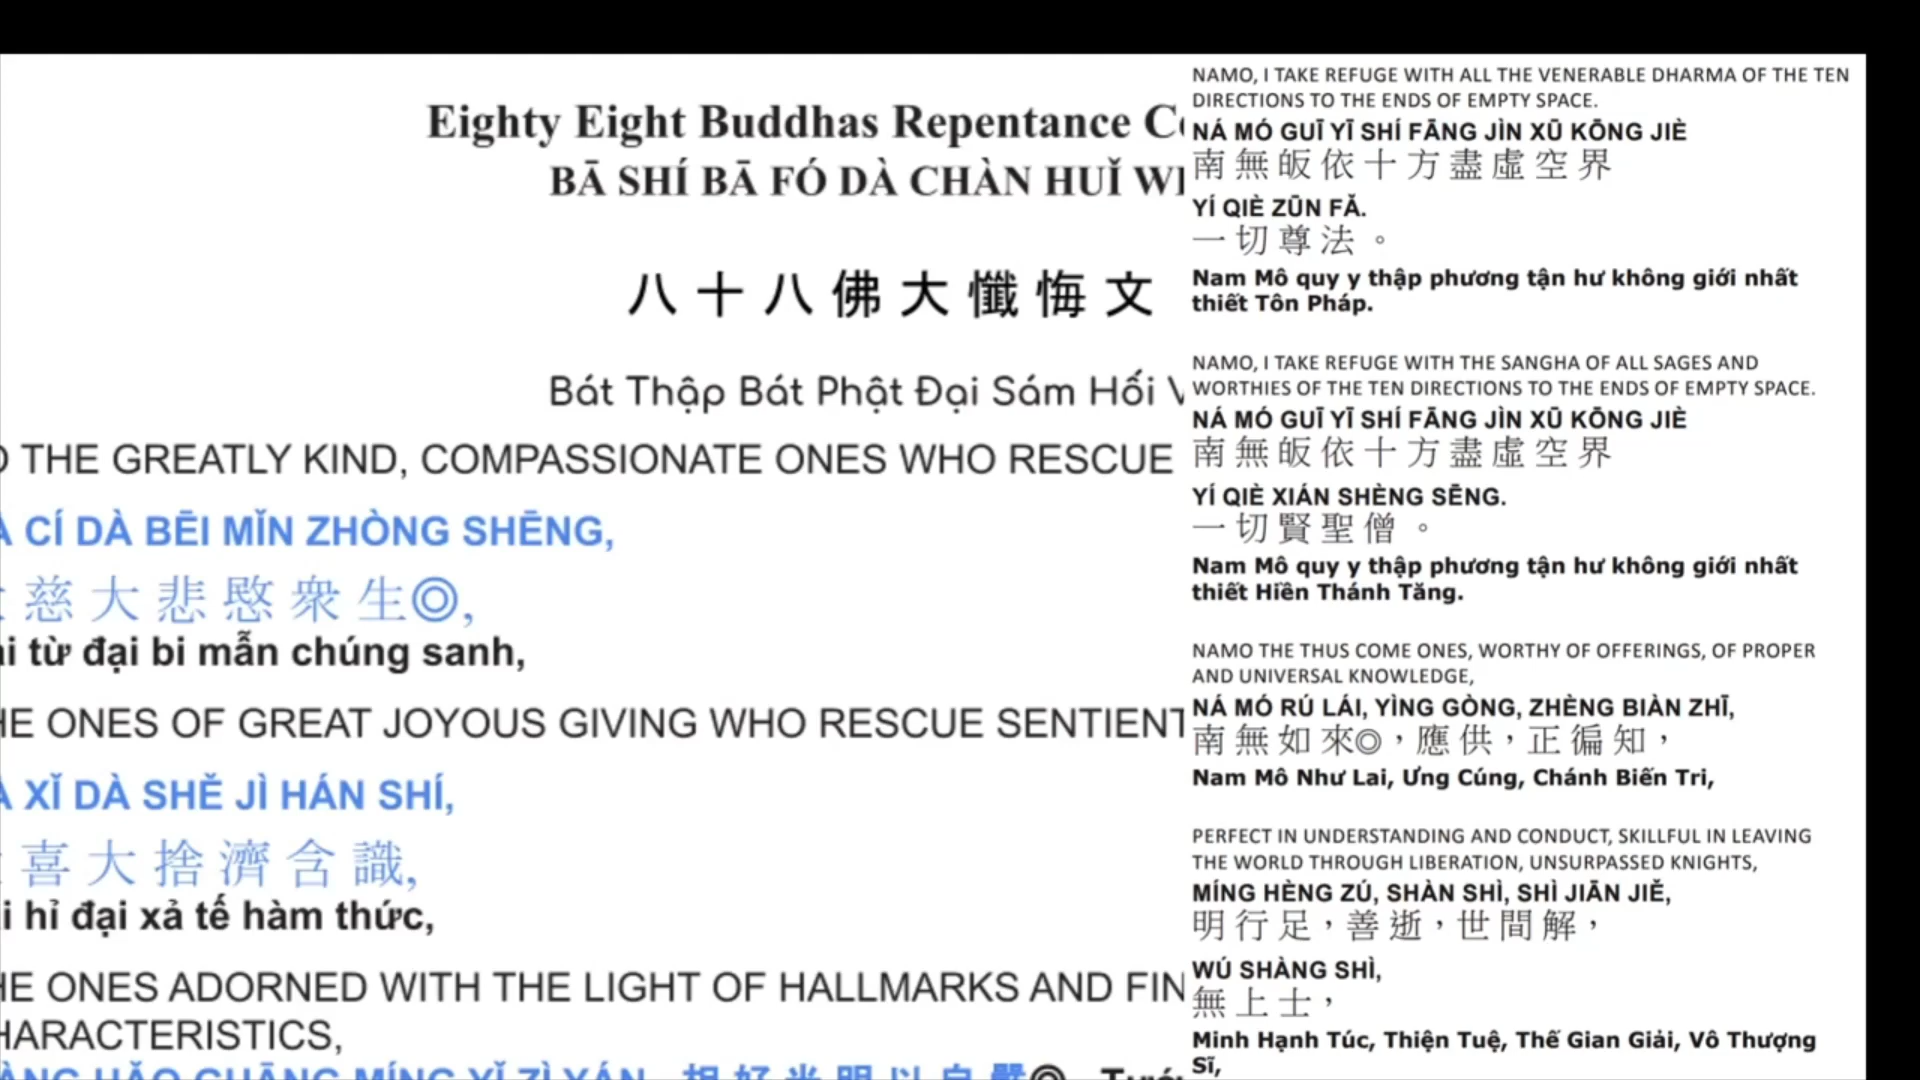 Eighty Eight Buddhas Repentance
BĀ SHÍ BĀ FÓ DÀ CHÀN HUǏ
八十八佛大懺悔文
Bát Thập Bát Phật Đại Sám Hối
THE GREATLY KIND, COMPASSIONATE ONES WHO RESCUE
CÍ DÀ BĒI MǏN ZHÒNG SHĒNG,
慈大悲愍衆生◎,
từ đại bi mẫn chúng sanh,
ONES OF GREAT JOYOUS GIVING WHO RESCUE SENTIENT
XǏ DÀ SHĚ JÌ HÁN SHÍ,
喜大捨濟含識,
hỉ đại xả tế hàm thức,
ONES ADORNED WITH THE LIGHT OF HALLMARKS AND
HARACTERISTICS,
HǍO GUĀNG MÍNG YǏ ZÌ YÁN 相好光明以自嚴◎
NAMO, I TAKE REFUGE WITH ALL THE VENERABLE DHARMA OF THE TEN
DIRECTIONS TO THE ENDS OF EMPTY SPACE.
NÁ MÓ GUĪ YĪ SHÍ FĀNG JÌN XŪ KŌNG JIÈ
南無皈依十方盡虛空界
YÍ QIÈ ZŪN FǍ.
一切尊法。
Nam Mô quy y thập phương tận hư không giới nhất
thiết Tôn Pháp.
NAMO, I TAKE REFUGE WITH THE SANGHA OF ALL SAGES AND
WORTHIES OF THE TEN DIRECTIONS TO THE ENDS OF EMPTY SPACE.
NÁ MÓ GUĪ YĪ SHÍ FĀNG JÌN XŪ KŌNG JIÈ
南無皈依十方盡虛空界
YÍ QIÈ XIÁN SHÈNG SĒNG.
一切賢聖僧。
Nam Mô quy y thập phương tận hư không giới nhất
thiết Hiền Thánh Tăng.
NAMO THE THUS COME ONES, WORTHY OF OFFERINGS, OF PROPER
AND UNIVERSAL KNOWLEDGE,
NÁ MÓ RÚ LÁI, YÌNG GÒNG, ZHÈNG BIÀN ZHĪ,
南無如來◎，應供，正徧知，
Nam Mô Như Lai, Ưng Cúng, Chánh Biến Tri,
PERFECT IN UNDERSTANDING AND CONDUCT, SKILLFUL IN LEAVING
THE WORLD THROUGH LIBERATION, UNSURPASSED KNIGHTS,
MÍNG HÈNG ZÚ, SHÀN SHÌ, SHÌ JIĀN JIĚ,
明行足，善逝，世間解，
WÚ SHÀNG SHÌ,
無上士，
Minh Hạnh Túc, Thiện Tuệ, Thế Gian Giải, Vô Thượng
Sĩ,